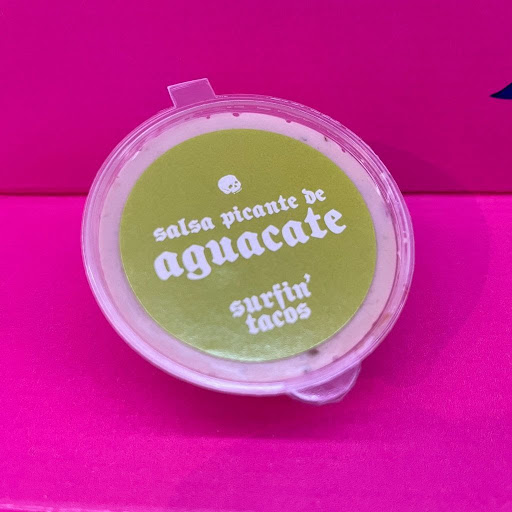 salsa picante de
aguacate
surfin'
tacos